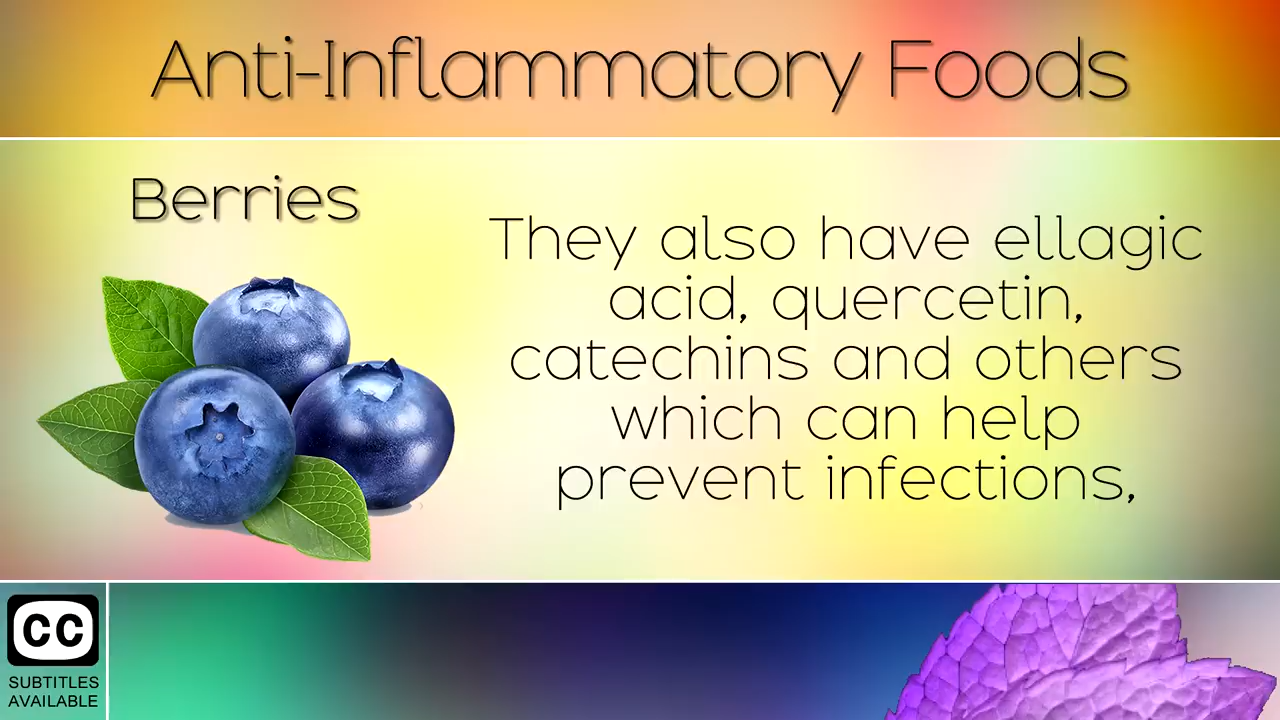 Anti-Inflammatory Foods
Berries
They also have ellagic
acid, quercetin,
catechins and others
which can help
prevent infections,
CC
SUBTITLES
AVAILABLE